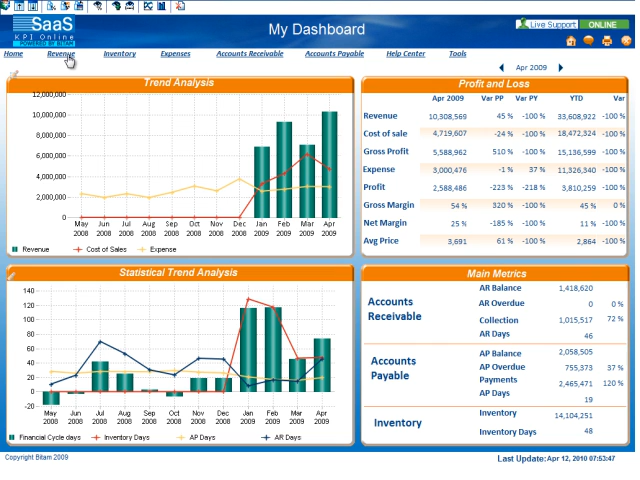 SaaS
KPI Online
POWERED BY BITAM
My Dashboard
Live Support ONLINE
Home Revenue Inventory Expenses Accounts Receivable Accounts Payable Help Center Tools
Apr 2009
Trend Analysis
12,000,000
10,000,000
8,000,000
6,000,000
4,000,000
2,000,000
0
May Jun Jul Aug Sep Oct Nov Dec Jan Feb Mar Apr
2008 2008 2008 2008 2008 2008 2008 2008 2009 2009 2009 2009
Revenue Cost of Sales Expense
Profit and Loss
Apr 2009 Var PP Var PY YTD Var
Revenue 10,308,569 45 % -100 % 33,608,922 -100 %
Cost of sale 4,719,607 -24 % -100 % 18,472,324 -100 %
Gross Profit 5,588,962 510 % -100 % 15,136,599 -100 %
Expense 3,000,476 -1 % 37 % 11,326,340 -100 %
Profit 2,588,486 -223 % -218 % 3,810,259 -100 %
Gross Margin 54 % 320 % -100 % 45 % 0 %
Net Margin 25 % -185 % -100 % 11 % -100 %
Avg Price 3,691 61 % -100 % 2,864 -100 %
Statistical Trend Analysis
140
120
100
80
60
40
20
0
-20
May Jun Jul Aug Sep Oct Nov Dec Jan Feb Mar Apr
2008 2008 2008 2008 2008 2008 2008 2008 2009 2009 2009 2009
Financial Cycle days Inventory Days AP Days AR Days
Main Metrics
Accounts
Receivable
AR Balance 1,418,620
AR Overdue 0 0 %
Collection 1,015,517 72 %
AR Days 46
Accounts
Payable
AP Balance 2,058,505
AP Overdue 755,373 37 %
Payments 2,465,471 120 %
AP Days 19
Inventory
Inventory 14,104,251
Inventory Days 48
Copyright Bitam 2009
Last Update:Apr 12, 2010 07:53:47